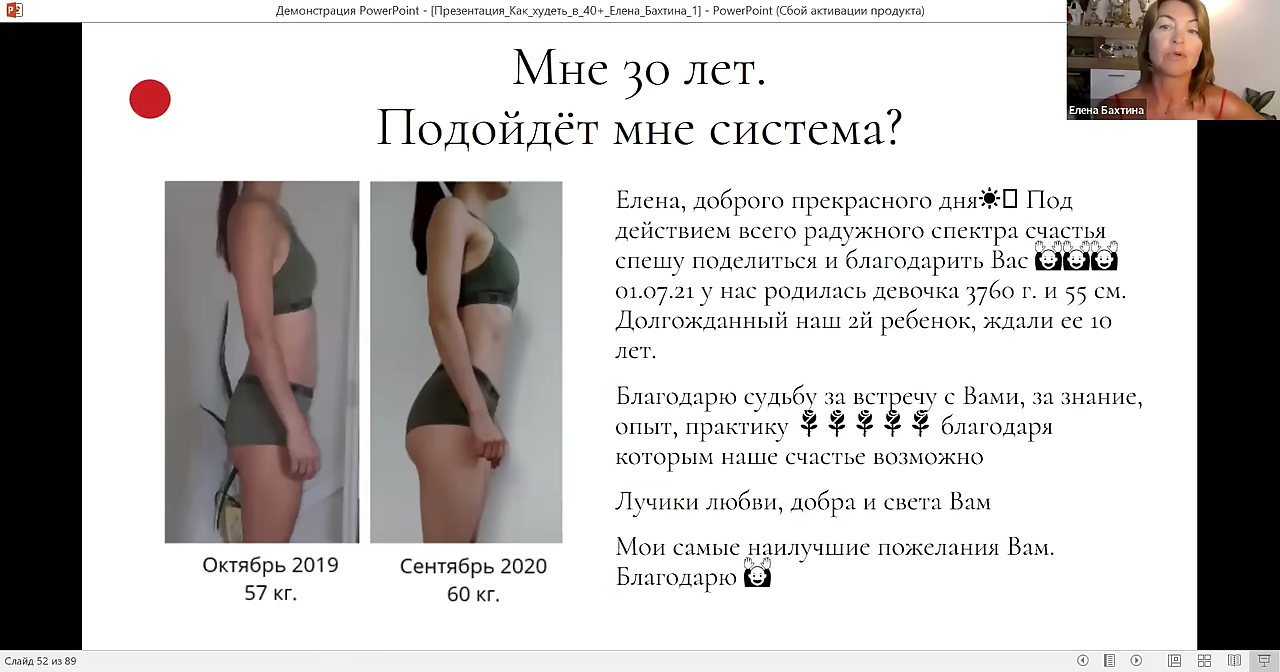 Демонстрация PowerPoint - [Презентация_Как_худеть_в_40+_Елена_Бахтина_1] - PowerPoint (Сбой активации продукта)
Елена Бахтина
Мне 30 лет.
Подойдёт мне система?
Елена, доброго прекрасного дня☀ Под
действием всего радужного спектра счастья
спешу поделиться и благодарить Вас 🙌🙌🙌
01.07.21 у нас родилась девочка 3760 г. и 55 см.
Долгожданный наш 2й ребенок, ждали ее 10
лет.
Благодарю судьбу за встречу с Вами, за знание,
опыт, практику 🌹🌹🌹🌹🌹 благодаря
которым наше счастье возможно
Лучики любви, добра и света Вам
Мои самые наилучшие пожелания Вам.
Благодарю 🙌
Октябрь 2019
57 кг.
Сентябрь 2020
60 кг.
Слайд 52 из 89